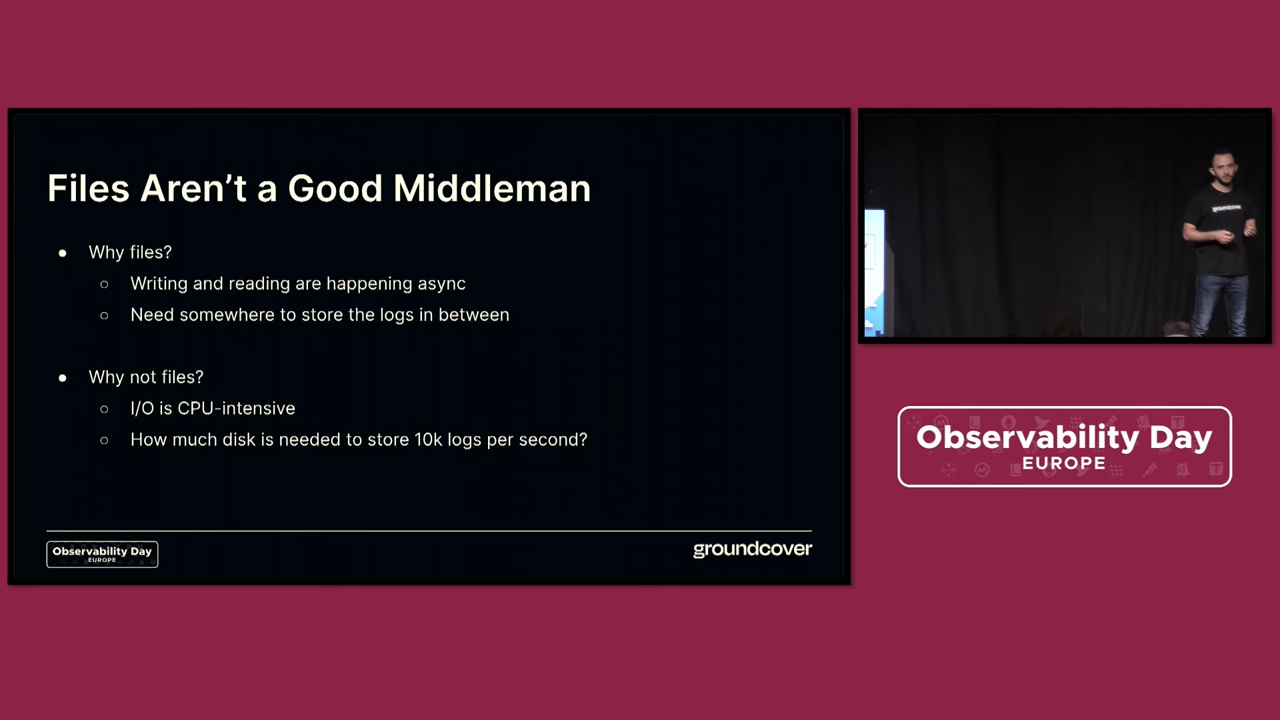 Files Aren’t a Good Middleman
Why files?
Writing and reading are happening async
Need somewhere to store the logs in between
Why not files?
I/O is CPU-intensive
How much disk is needed to store 10k logs per second?
Observability Day
EUROPE
groundcover
groundcover
Observability Day
EUROPE